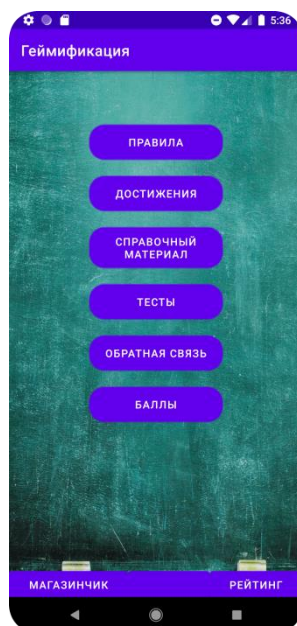 5:36
Геймификация
ПРАВИЛА
ДОСТИЖЕНИЯ
СПРАВОЧНЫЙ
МАТЕРИАЛ
ТЕСТЫ
ОБРАТНАЯ СВЯЗЬ
БАЛЛЫ
МАГАЗИНЧИК РЕЙТИНГ